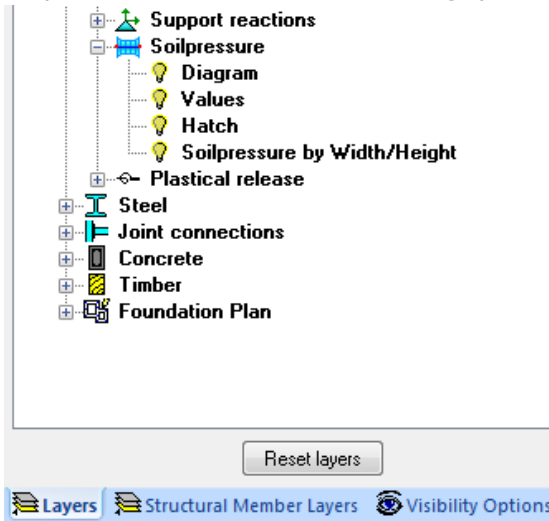 Support reactions
Soilpressure
Diagram
Values
Hatch
Soilpressure by Width/Height
Plastical release
Steel
Joint connections
Concrete
Timber
Foundation Plan
Reset layers
Layers Structural Member Layers Visibility Options